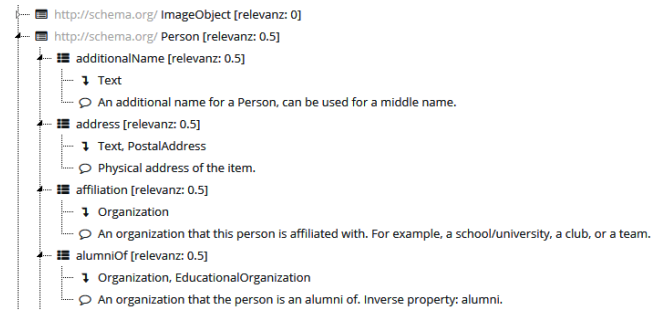 http://schema.org/ ImageObject [relevanz: 0]
http://schema.org/ Person [relevanz: 0.5]
additionalName [relevanz: 0.5]
Text
An additional name for a Person, can be used for a middle name.
address [relevanz: 0.5]
Text, PostalAddress
Physical address of the item.
affiliation [relevanz: 0.5]
Organization
An organization that this person is affiliated with. For example, a school/university, a club, or a team.
alumniOf [relevanz: 0.5]
Organization, EducationalOrganization
An organization that the person is an alumni of. Inverse property: alumni.